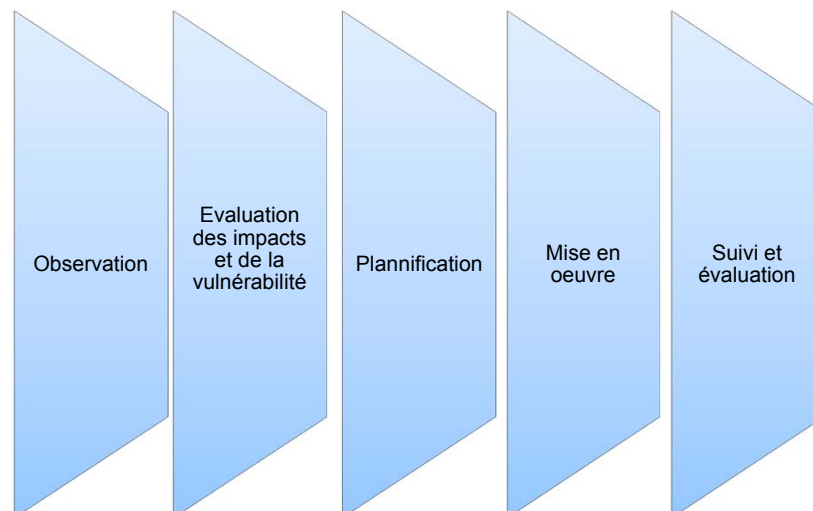 Observation
Evaluation
des impacts
et de la
vulnérabilité
Plannification
Mise en
oeuvre
Suivi et
évaluation